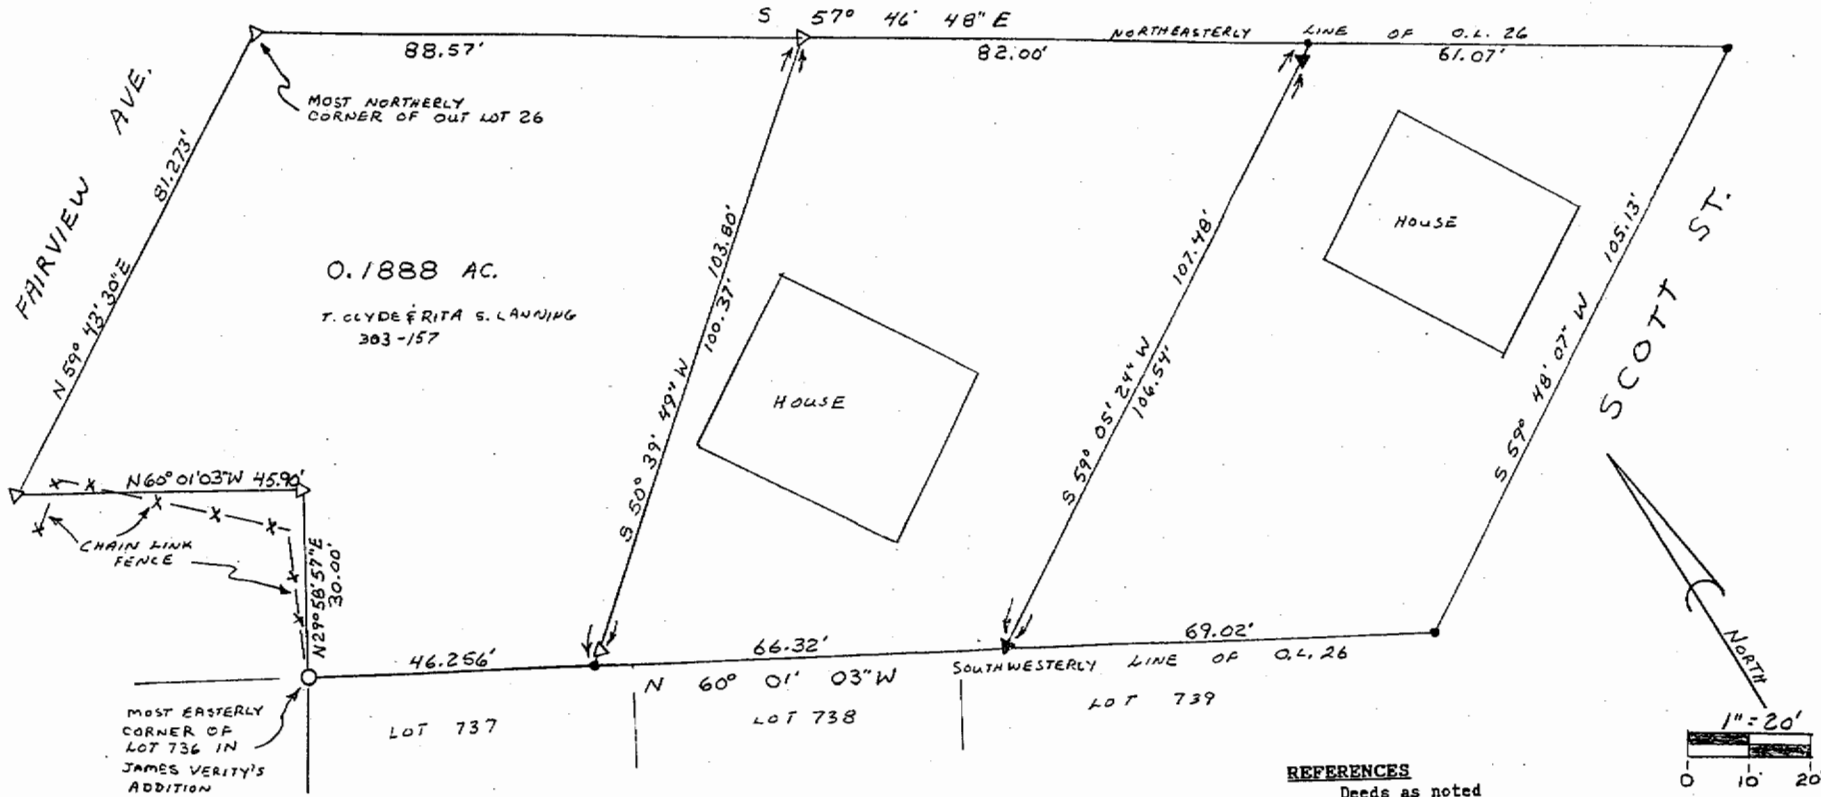 S 57° 46' 48" E
88.57'
82.00'
NORTHEASTERLY LINE OF O.L. 26
61.07'
FAIRVIEW AVE.
N 59° 43' 30" E 81.273'
MOST NORTHERLY
CORNER OF OUT LOT 26
0.1888 AC.
T. CLYDE & RITA S. LANNING
303-157
S 50° 39' 49" W 103.80'
100.37'
HOUSE
S 59° 05' 24" W 107.48'
106.54'
HOUSE
S 59° 48' 07" W 105.13'
SCOTT ST.
N 60° 01' 03" W 45.90'
CHAIN LINK
FENCE
N 29° 58' 57" E
30.00'
46.256'
66.32'
69.02'
N 60° 01' 03" W
SOUTHWESTERLY LINE OF O.L. 26
MOST EASTERLY
CORNER OF
LOT 736 IN
JAMES VERITY'S
ADDITION
LOT 737
LOT 738
LOT 739
NORTH
1" = 20'
0 10' 20'
REFERENCES
Deeds as noted